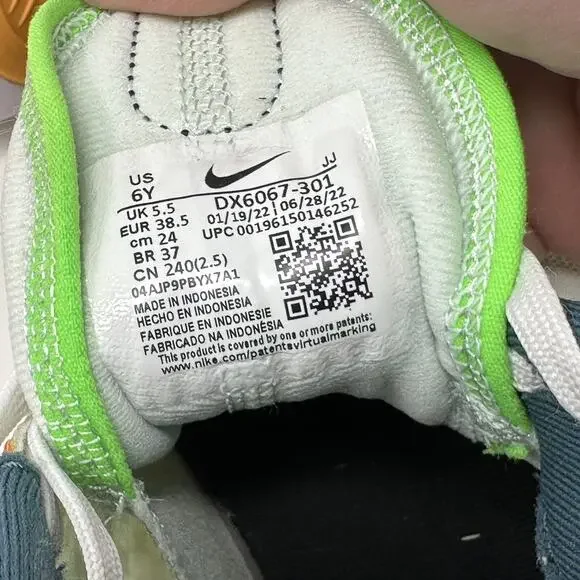 US
6Y
JJ
UK 5.5
EUR 38.5
cm 24
BR 37
CN 240(2.5)
DX6067-301
01/19/22 | 06/28/22
UPC 00196150146252
04AJP9PBYX7A1
MADE IN INDONESIA
HECHO EN INDONESIA
FABRIQUE EN INDONESIE
FABRICADO NA INDONÉSIA
This product is covered by one or more patents:
www.nike.com/patentsvirtualmarking